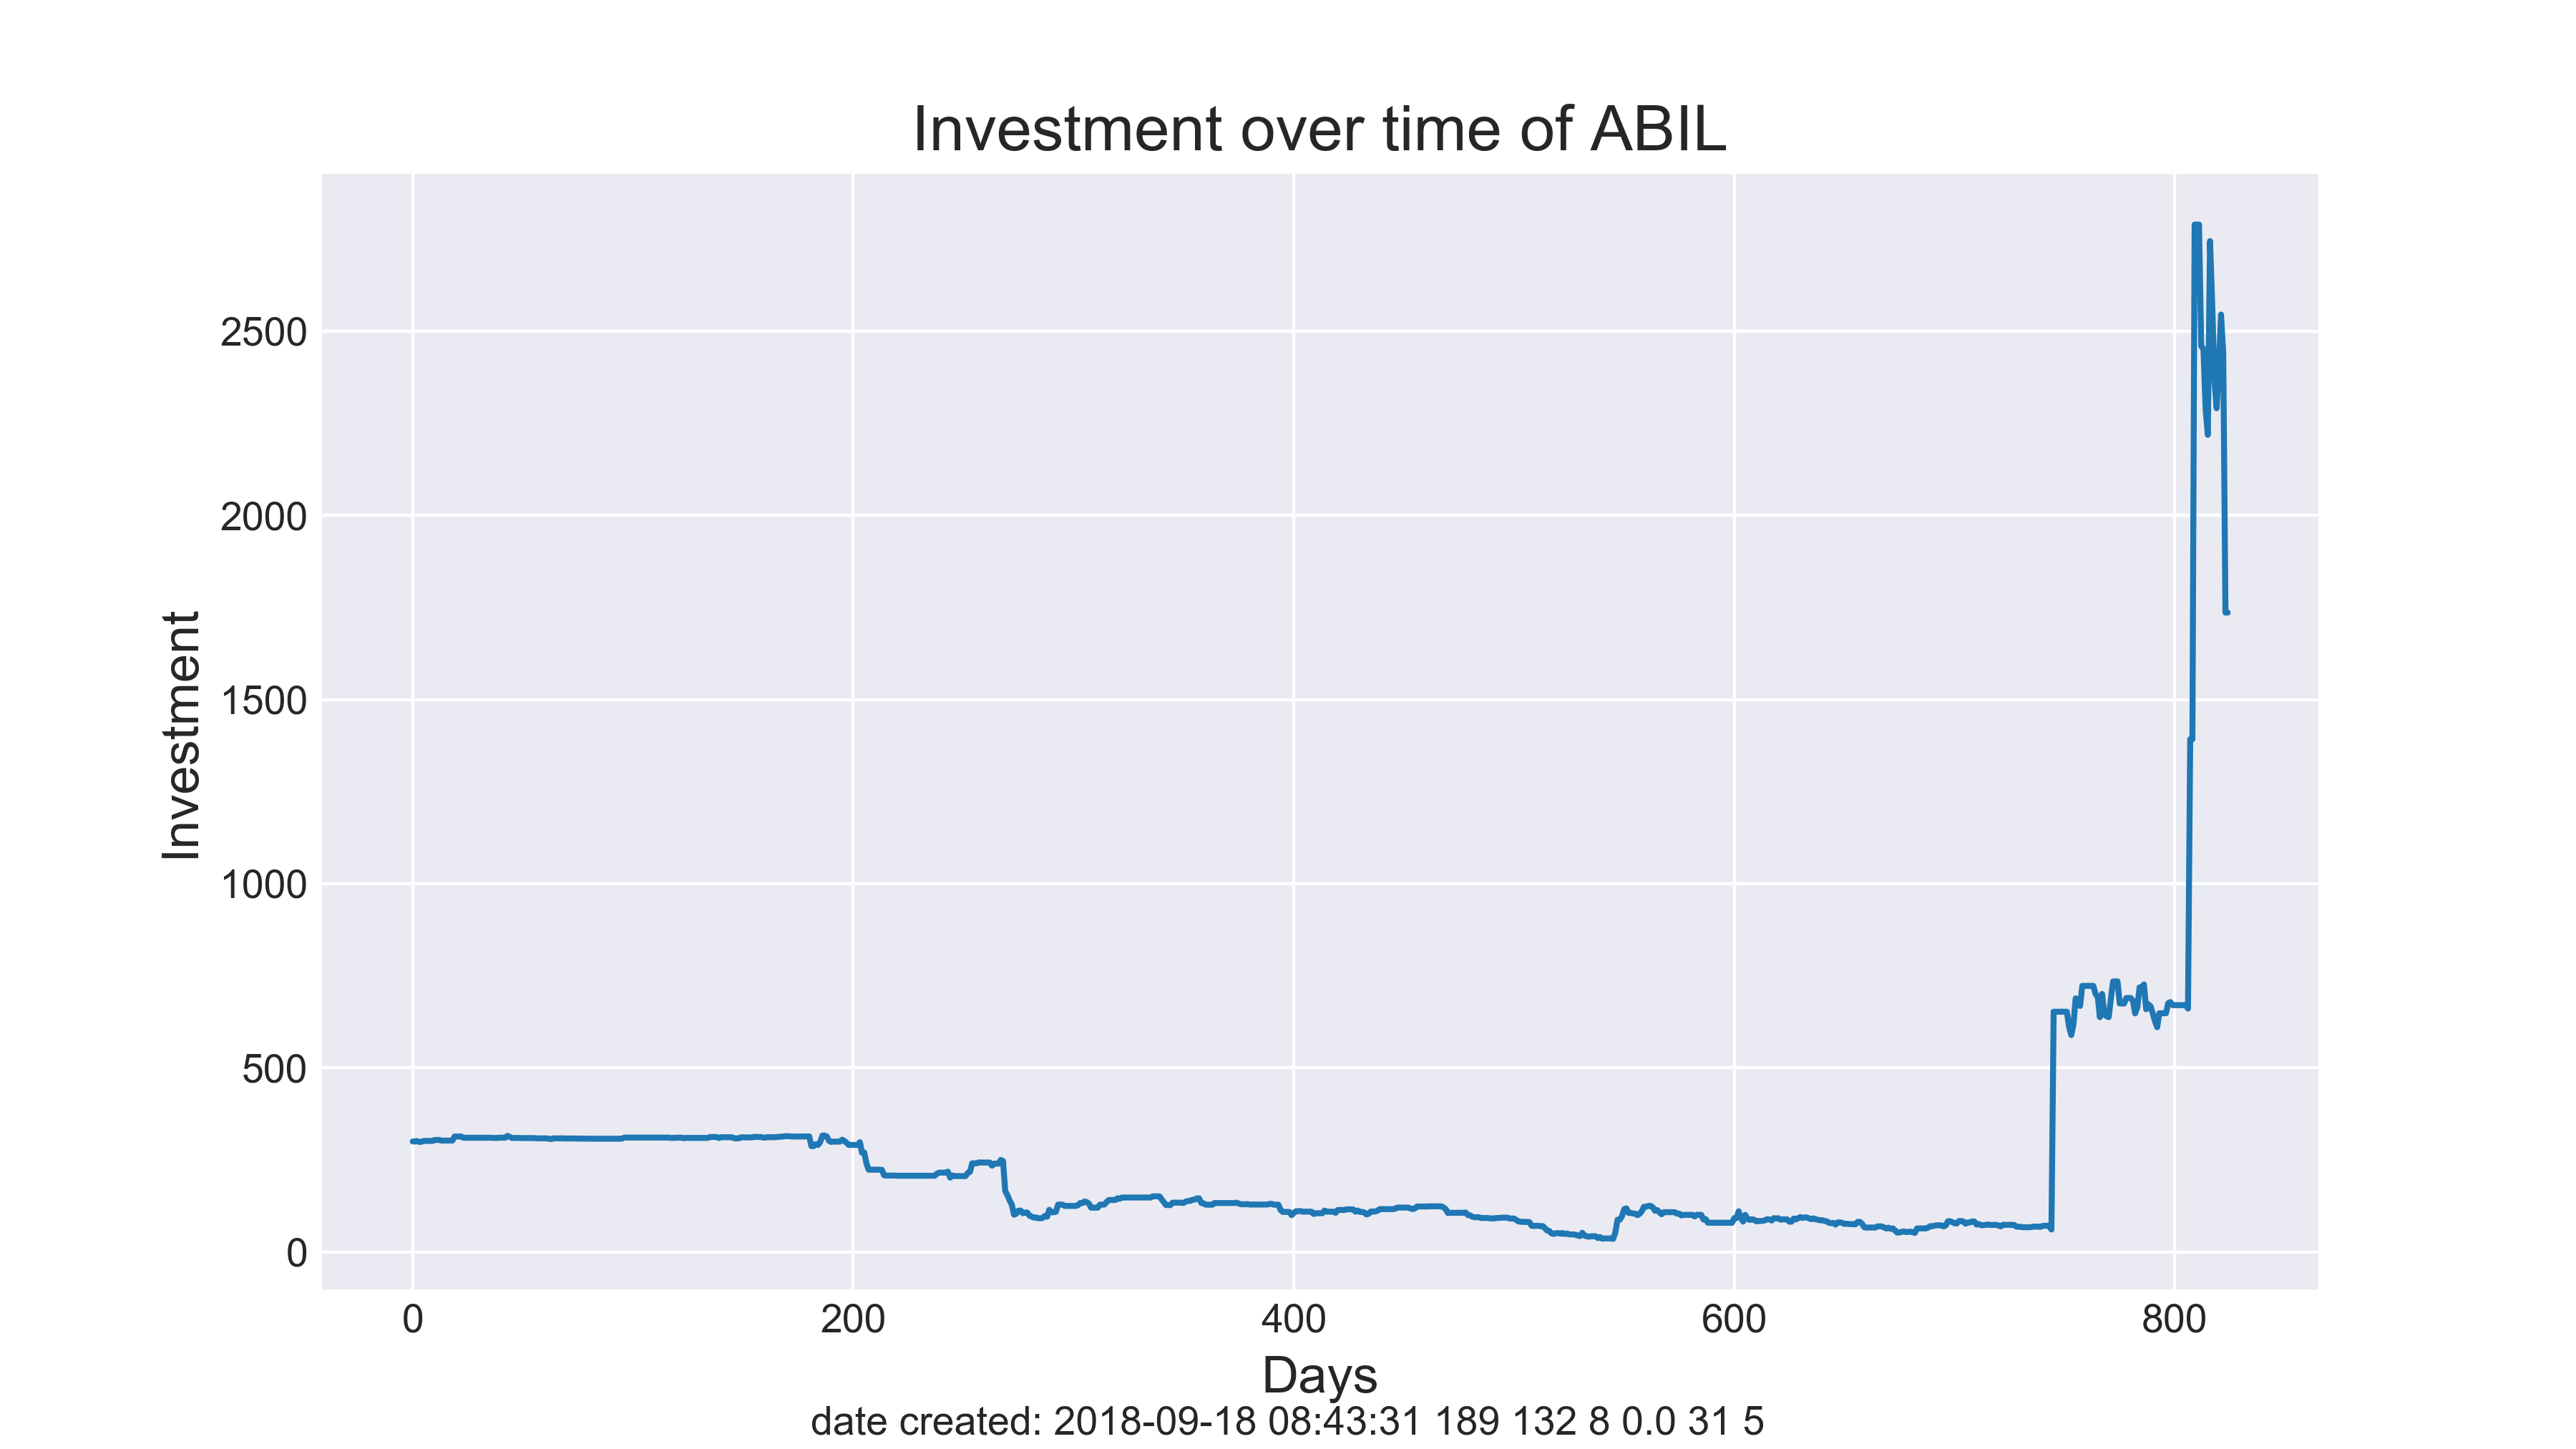 Investment over time of ABIL
Investment
2500
2000
1500
1000
500
0
0 200 400 600 800
Days
date created: 2018-09-18 08:43:31 189 132 8 0.0 31 5